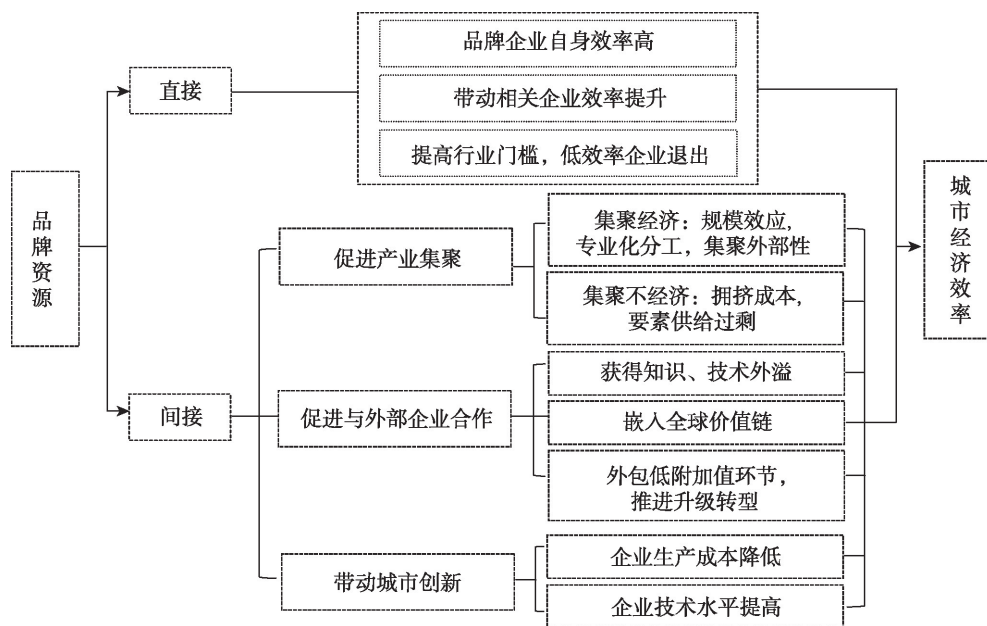 品牌资源
直接
品牌企业自身效率高
带动相关企业效率提升
提高行业门槛，低效率企业退出
间接
促进产业集聚
集聚经济：规模效应，
专业化分工，集聚外部性
集聚不经济：拥挤成本，
要素供给过剩
促进与外部企业合作
获得知识、技术外溢
嵌入全球价值链
外包低附加值环节，
推进升级转型
带动城市创新
企业生产成本降低
企业技术水平提高
城市经济效率